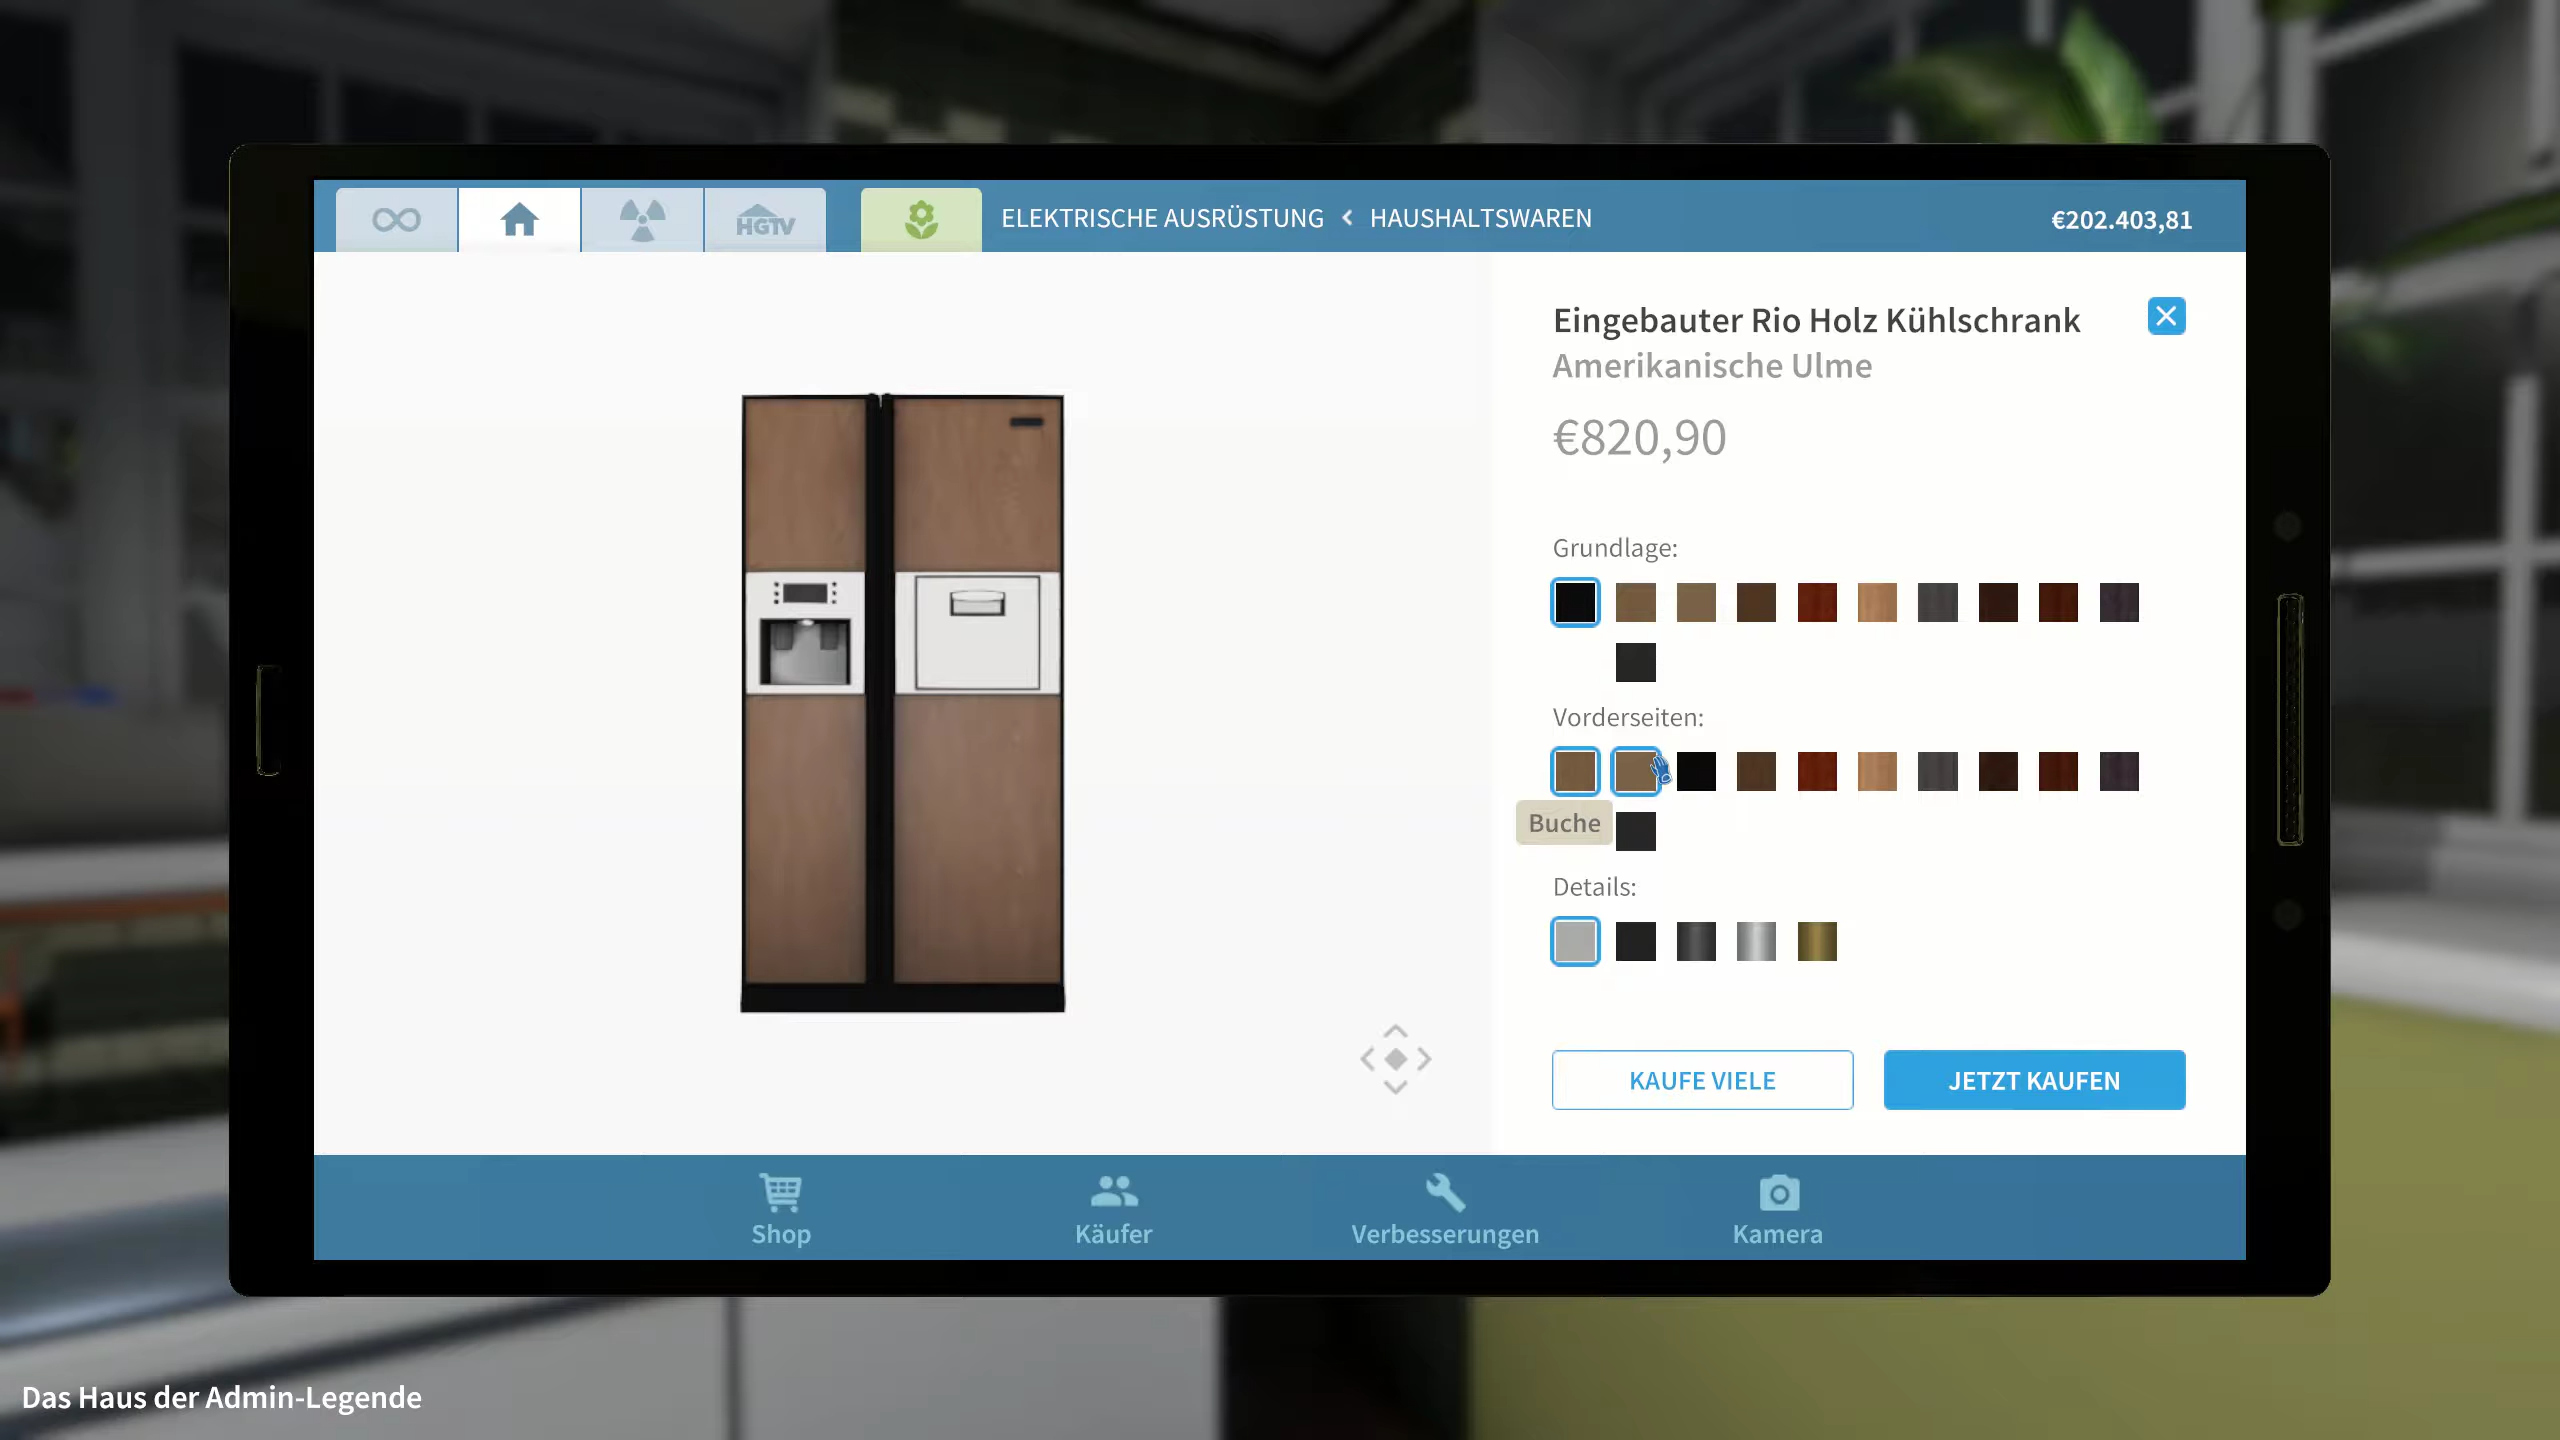 HGTV
ELEKTRISCHE AUSRÜSTUNG < HAUSHALTSWAREN
€202.403,81
Eingebauter Rio Holz Kühlschrank
Amerikanische Ulme
€820,90
Grundlage:
Vorderseiten:
Buche
Details:
KAUFE VIELE
JETZT KAUFEN
Shop
Käufer
Verbesserungen
Kamera
Das Haus der Admin-Legende